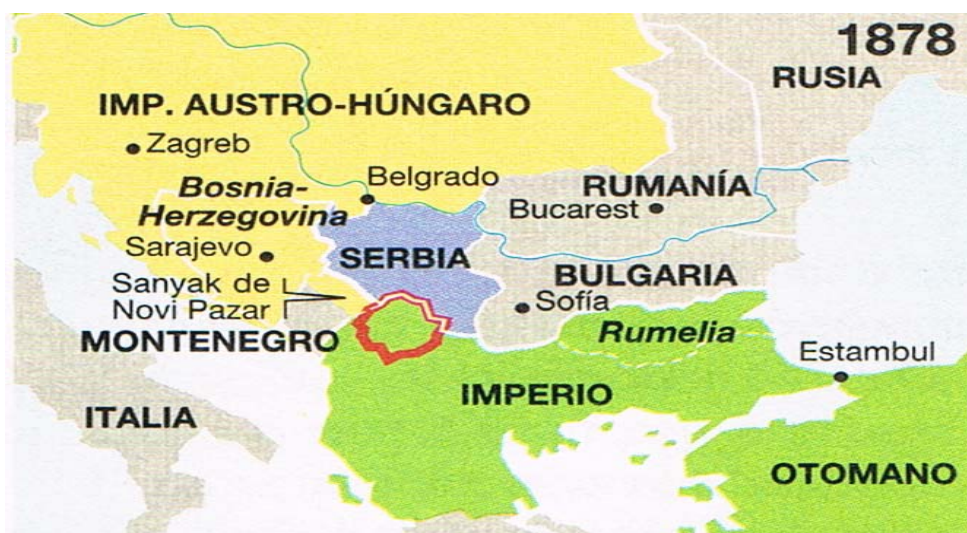 1878
RUSIA
IMP. AUSTRO-HÚNGARO
Zagreb
Belgrado
Bosnia-
Herzegovina
RUMANÍA
Bucarest
Sarajevo
SERBIA
BULGARIA
Sanyak de
Novi Pazar
Sofía
MONTENEGRO
Rumelia
Estambul
IMPERIO
ITALIA
OTOMANO